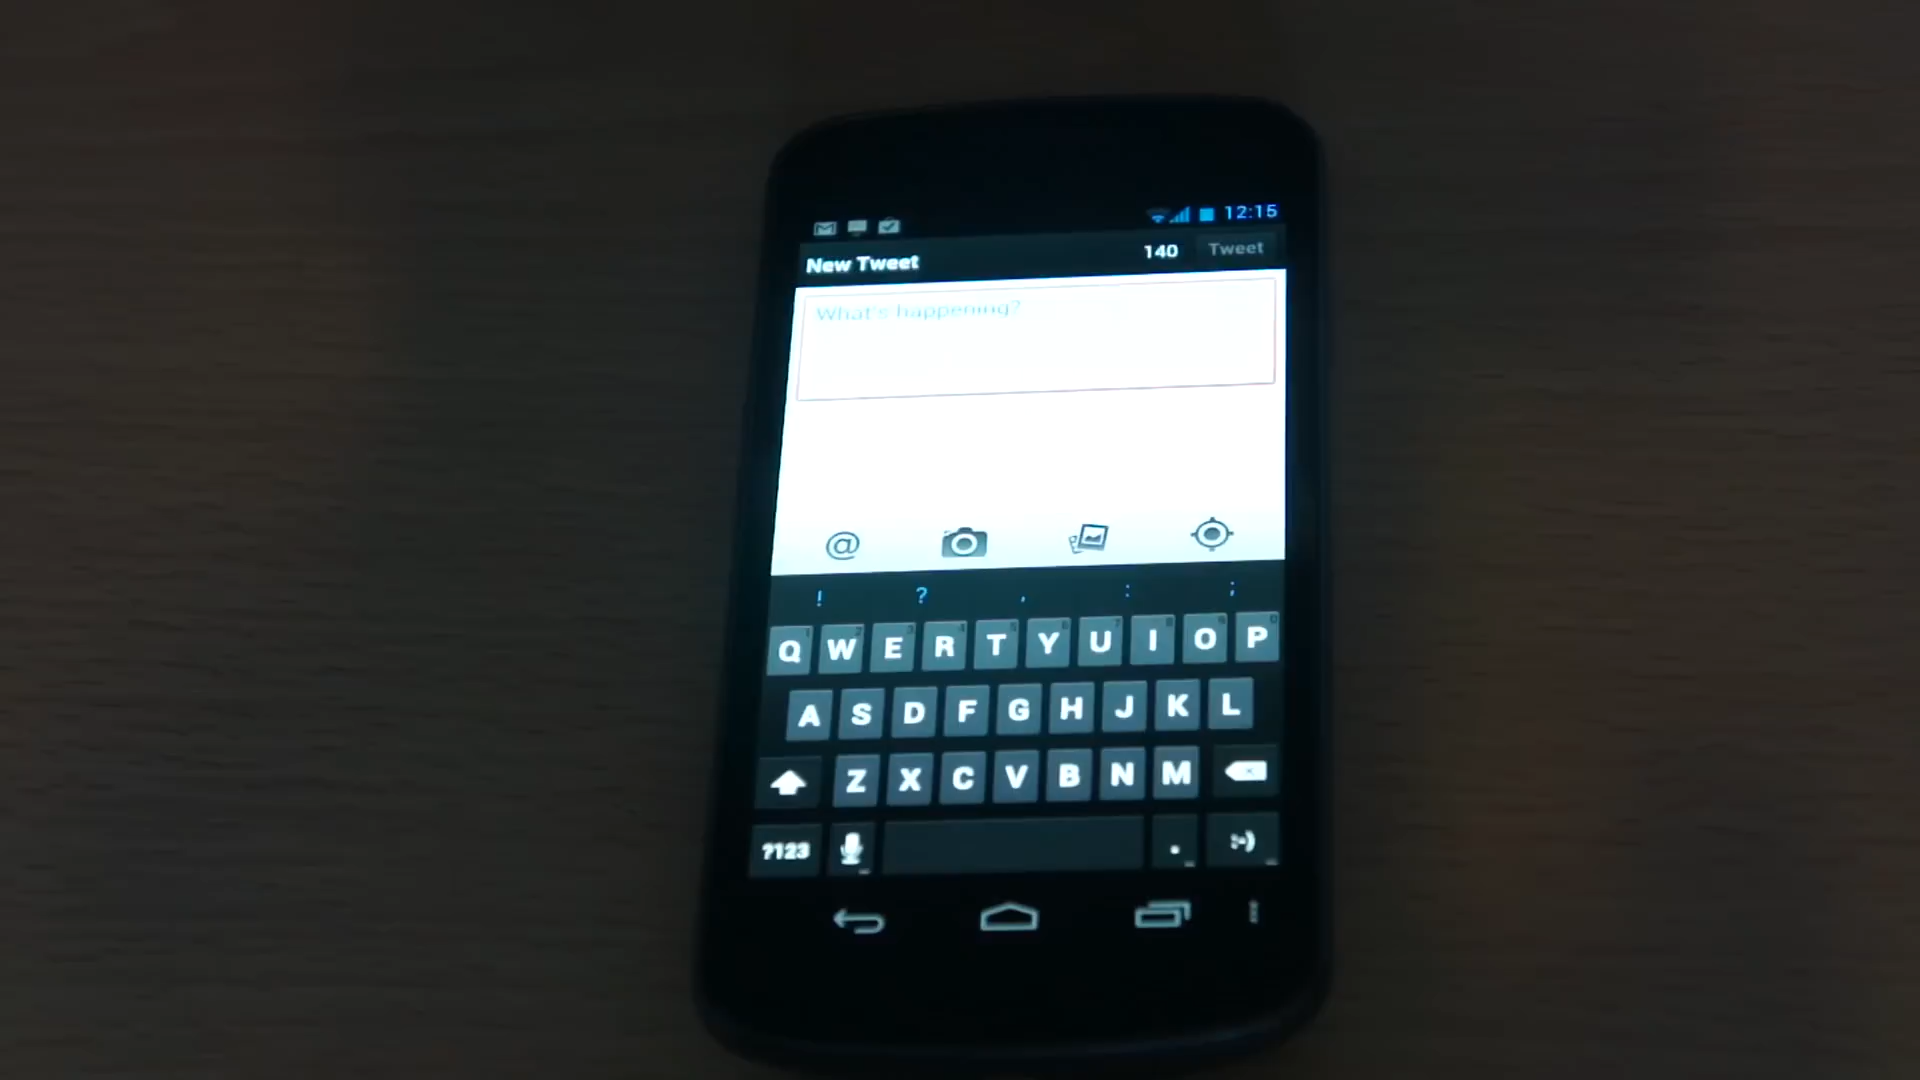 12:15
New Tweet 140 Tweet
What's happening?
@
! ? , : ;
Q W E R T Y U I O P
A S D F G H J K L
Z X C V B N M
?123 . :-)